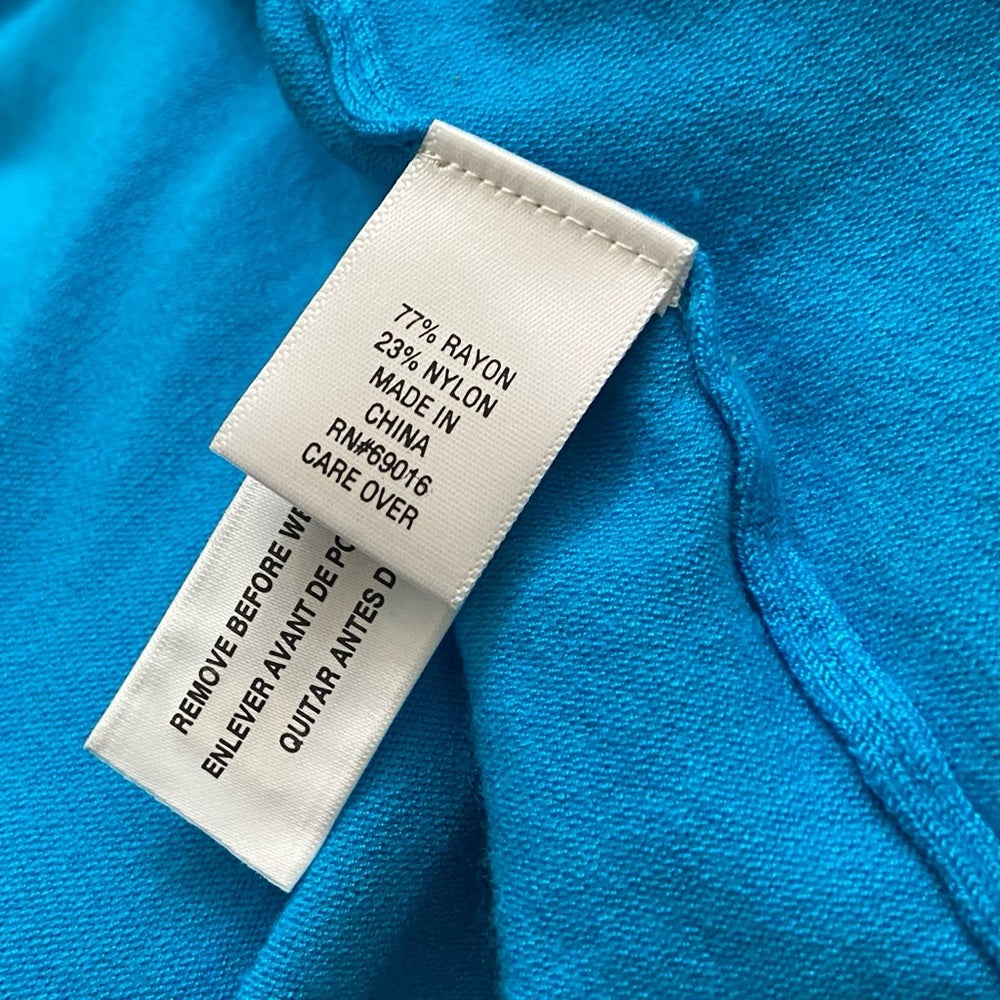 77% RAYON
23% NYLON
MADE IN
CHINA
RN#69016
CARE OVER
REMOVE BEFORE
ENLEVER AVANT DE
QUITAR ANTES